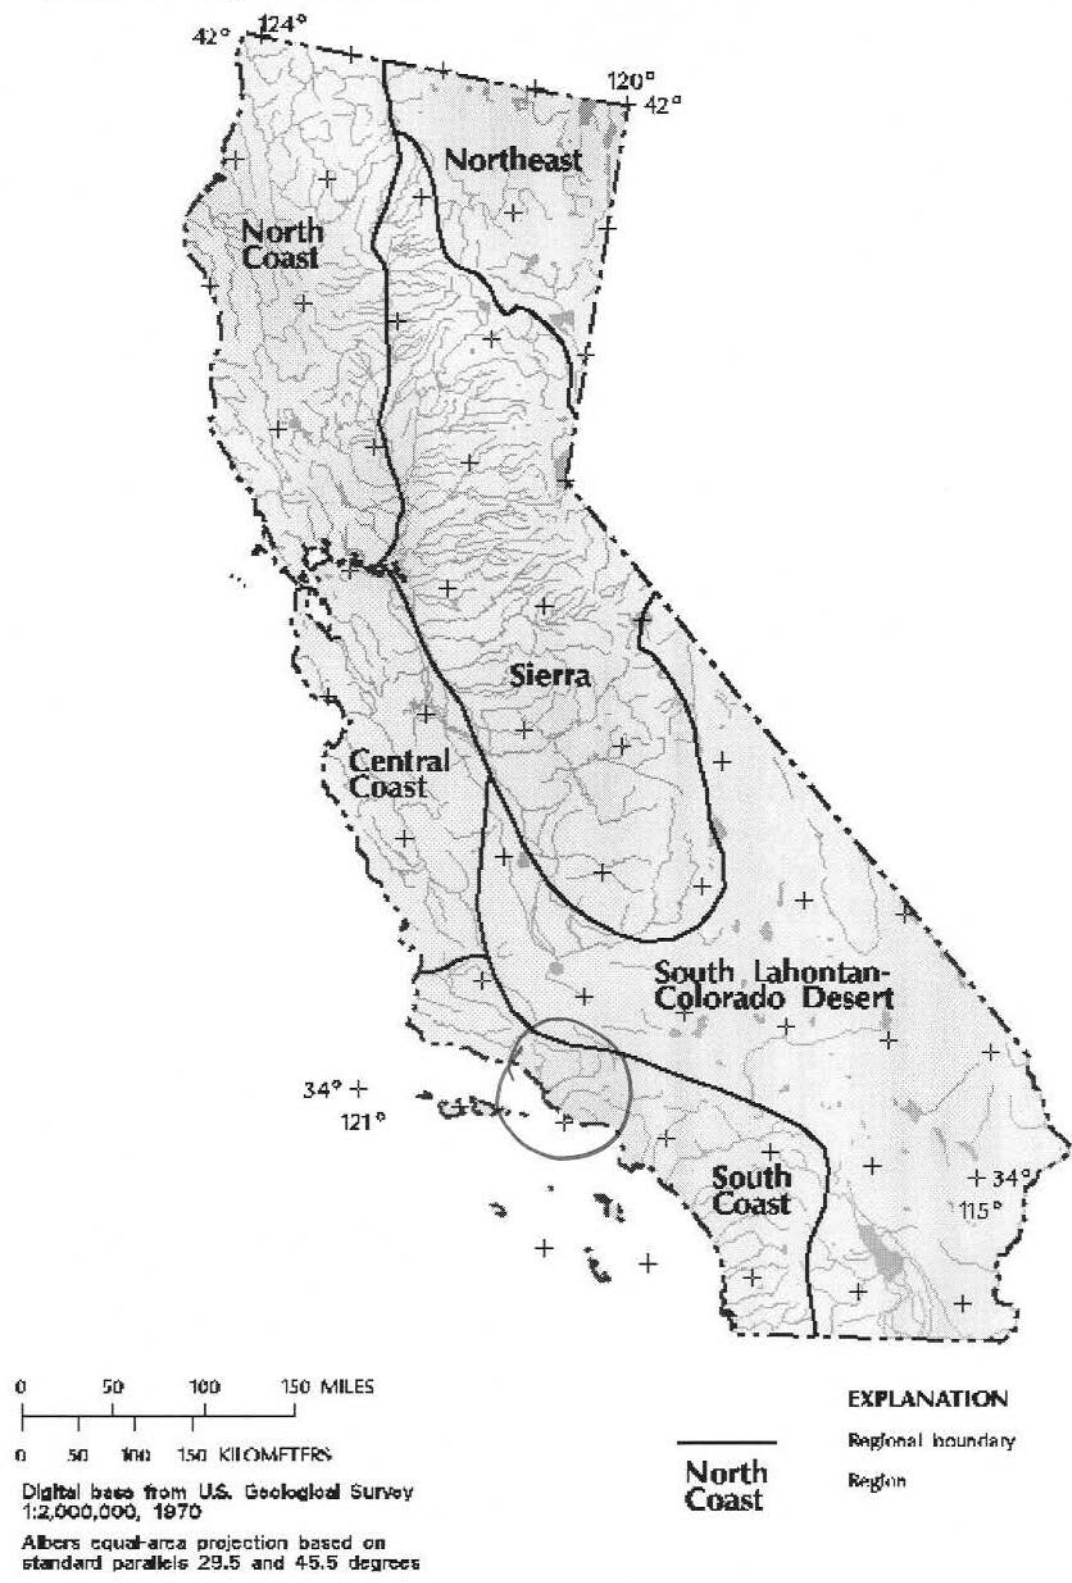 124°
42°
120°
42°
Northeast
North
Coast
Sierra
Central
Coast
South Lahontan-
Colorado Desert
34°
121°
South
Coast
34°
115°
0 50 100 150 MILES
0 50 100 150 KILOMETERS
Digital base from U.S. Geological Survey
1:2,000,000, 1970
Albers equal-area projection based on
standard parallels 29.5 and 45.5 degrees
EXPLANATION
Regional boundary
North
Coast
Region